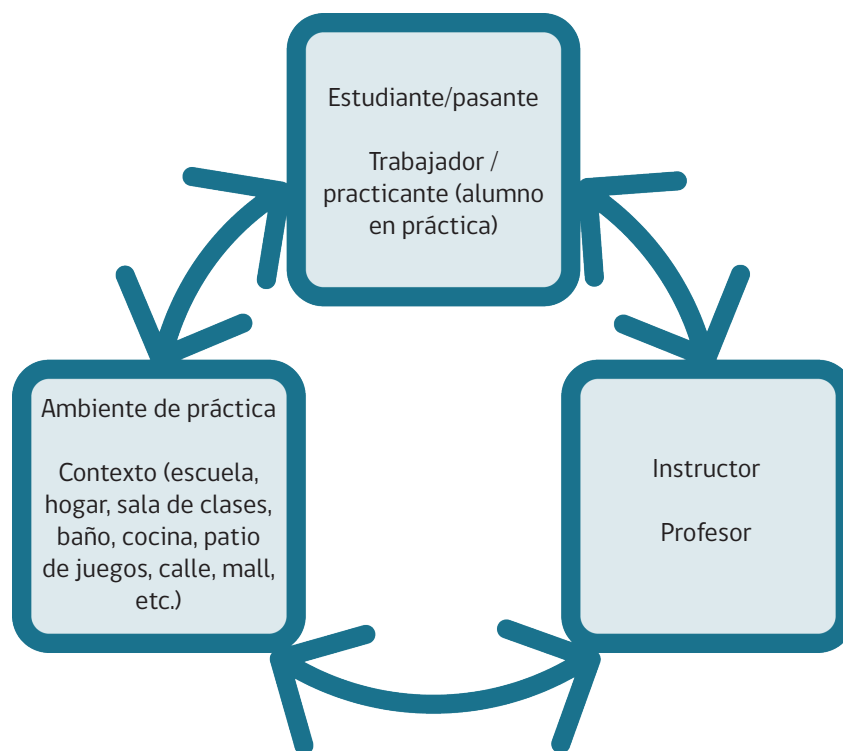 Estudiante/pasante
Trabajador /
practicante (alumno
en práctica)
Ambiente de práctica
Contexto (escuela,
hogar, sala de clases,
baño, cocina, patio
de juegos, calle, mall,
etc.)
Instructor
Profesor